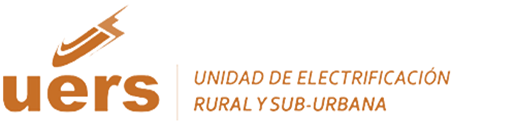 uers
UNIDAD DE ELECTRIFICACIÓN
RURAL Y SUB-URBANA